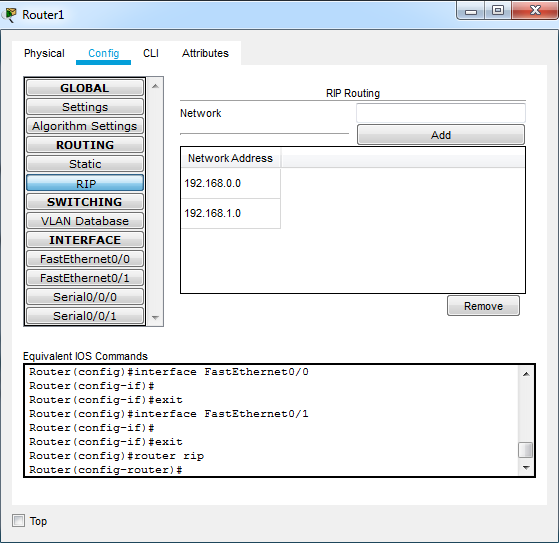 Router1
Physical Config CLI Attributes
GLOBAL
Settings
Algorithm Settings
ROUTING
Static
RIP
SWITCHING
VLAN Database
INTERFACE
FastEthernet0/0
FastEthernet0/1
Serial0/0/0
Serial0/0/1
RIP Routing
Network
Add
Network Address
192.168.0.0
192.168.1.0
Remove
Equivalent IOS Commands
Router(config)#interface FastEthernet0/0
Router(config-if)#
Router(config-if)#exit
Router(config)#interface FastEthernet0/1
Router(config-if)#
Router(config-if)#exit
Router(config)#router rip
Router(config-router)#
Top